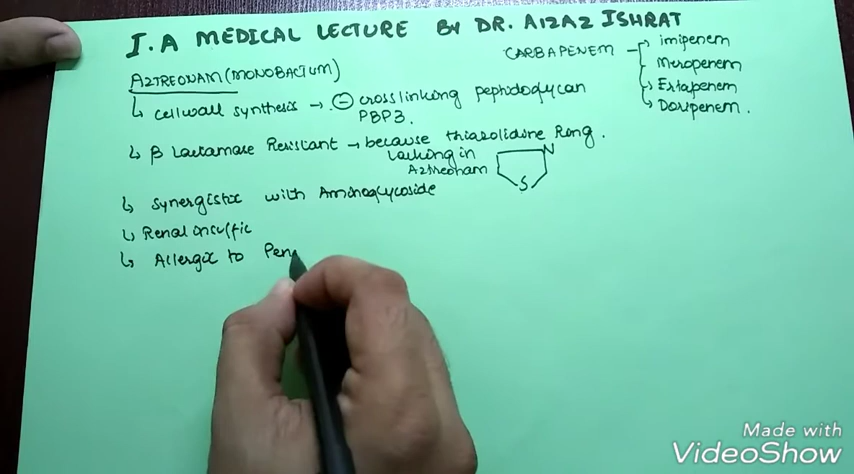 I.A MEDICAL LECTURE BY DR. AIZAZ ISHRAT
AZTREONAM (MONOBACTUM)
↳ cellwall synthesis → ⊖ crosslinking peptidoglycan
PBP3.
↳ β Lactamase Resistant → because thiazolidine Ring.
lacking in
Aztreonam
N
S
↳ Synergistic with Aminoglycoside
↳ Renal insuffic
↳ Allergic to Pen
CARBAPENEM → imipenem
Meropenem
Ertapenem
Doripenem.
Made with
VideoShow